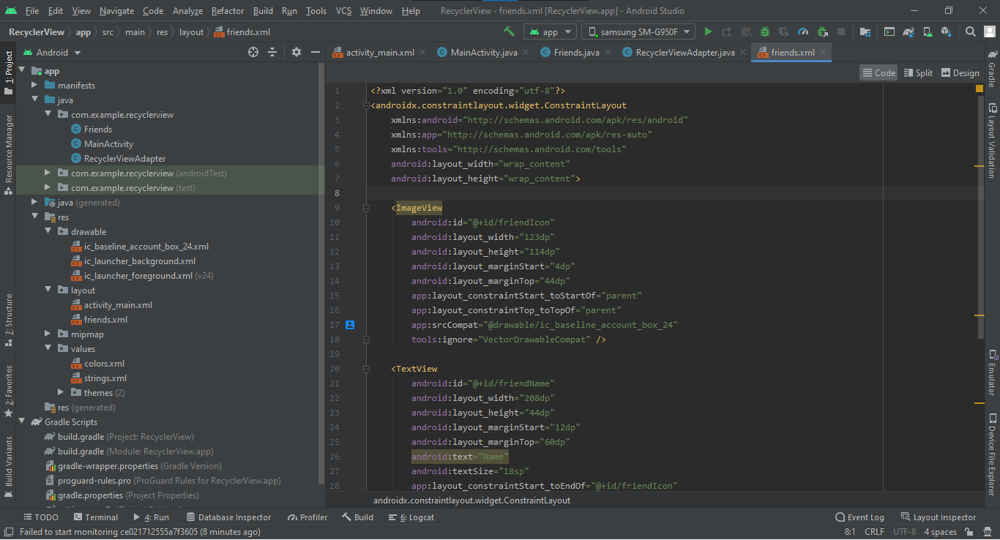 File Edit View Navigate Code Analyze Refactor Build Run Tools VCS Window Help RecyclerView - friends.xml [RecyclerView.app] - Android Studio
RecyclerView app src main res layout friends.xml
app
samsung SM-G950F
Android
activity_main.xml MainActivity.java Friends.java RecyclerViewAdapter.java friends.xml
Code Split Design
1: Project
Resource Manager
7: Structure
2: Favorites
Build Variants
app
manifests
java
com.example.recyclerview
Friends
MainActivity
RecyclerViewAdapter
com.example.recyclerview (androidTest)
com.example.recyclerview (test)
java (generated)
res
drawable
ic_baseline_account_box_24.xml
ic_launcher_background.xml
ic_launcher_foreground.xml (v24)
layout
activity_main.xml
friends.xml
mipmap
values
colors.xml
strings.xml
themes (2)
res (generated)
Gradle Scripts
build.gradle (Project: RecyclerView)
build.gradle (Module: RecyclerView.app)
gradle-wrapper.properties (Gradle Version)
proguard-rules.pro (ProGuard Rules for RecyclerView.app)
gradle.properties (Project Properties)
1 <?xml version="1.0" encoding="utf-8"?>
2 <androidx.constraintlayout.widget.ConstraintLayout
3 xmlns:android="http://schemas.android.com/apk/res/android"
4 xmlns:app="http://schemas.android.com/apk/res-auto"
5 xmlns:tools="http://schemas.android.com/tools"
6 android:layout_width="wrap_content"
7 android:layout_height="wrap_content">
8
9 <ImageView
10 android:id="@+id/friendIcon"
11 android:layout_width="123dp"
12 android:layout_height="114dp"
13 android:layout_marginStart="4dp"
14 android:layout_marginTop="44dp"
15 app:layout_constraintStart_toStartOf="parent"
16 app:layout_constraintTop_toTopOf="parent"
17 app:srcCompat="@drawable/ic_baseline_account_box_24"
18 tools:ignore="VectorDrawableCompat" />
19
20 <TextView
21 android:id="@+id/friendName"
22 android:layout_width="208dp"
23 android:layout_height="44dp"
24 android:layout_marginStart="12dp"
25 android:layout_marginTop="60dp"
26 android:text="Name"
27 android:textSize="18sp"
28 app:layout_constraintStart_toEndOf="@+id/friendIcon"
androidx.constraintlayout.widget.ConstraintLayout
Gradle
Layout Validation
Emulator
Device File Explorer
TODO Terminal 4: Run Database Inspector Profiler Build 6: Logcat Event Log Layout Inspector
Failed to start monitoring ce021712555a7f3605 (8 minutes ago) 8:1 CRLF UTF-8 4 spaces